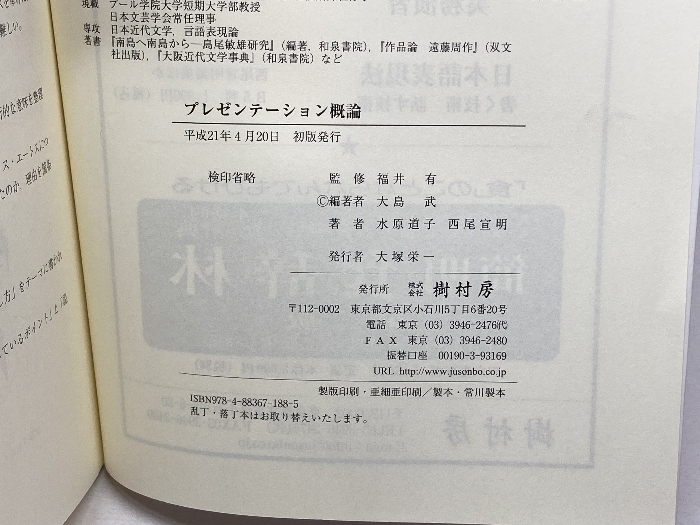 現職 プール学院大学短期大学部教授
日本文芸学会常任理事
専攻 日本近代文学，言語表現論
著書 『南島へ南島から―島尾敏雄研究』（編著，和泉書院），『作品論 遠藤周作』（双文
社出版），『大阪近代文学事典』（和泉書院）など
プレゼンテーション概論
平成21年4月20日 初版発行
検印省略
監修 福井 有
©編著者 大島 武
著者 水原道子 西尾宣明
発行者 大塚栄一
発行所 株式会社 樹村房
〒112-0002 東京都文京区小石川5丁目6番20号
電話 東京（03）3946-2476代
FAX 東京（03）3946-2480
振替口座 00190-3-93169
URL http://www.jusonbo.co.jp
製版印刷・亜細亜印刷／製本・常川製本
ISBN978-4-88367-188-5
乱丁・落丁本はお取り替えいたします。